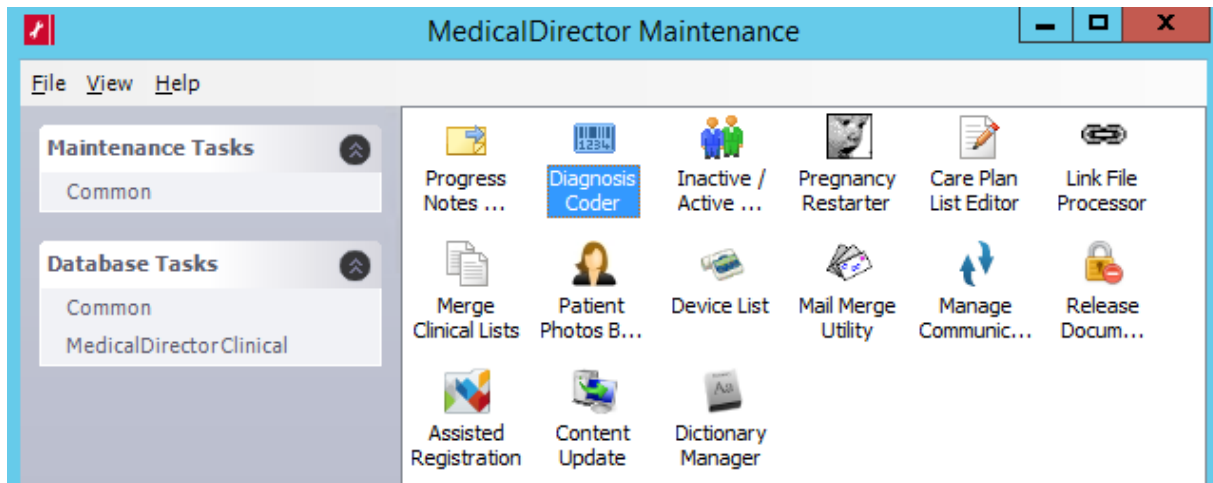 MedicalDirector Maintenance
File View Help
Maintenance Tasks
Common
Database Tasks
Common
MedicalDirectorClinical
Progress
Notes ...
Diagnosis
Coder
Inactive /
Active ...
Pregnancy
Restarter
Care Plan
List Editor
Link File
Processor
Merge
Clinical Lists
Patient
Photos B...
Device List
Mail Merge
Utility
Manage
Communic...
Release
Docum...
Assisted
Registration
Content
Update
Dictionary
Manager
1234
Aa